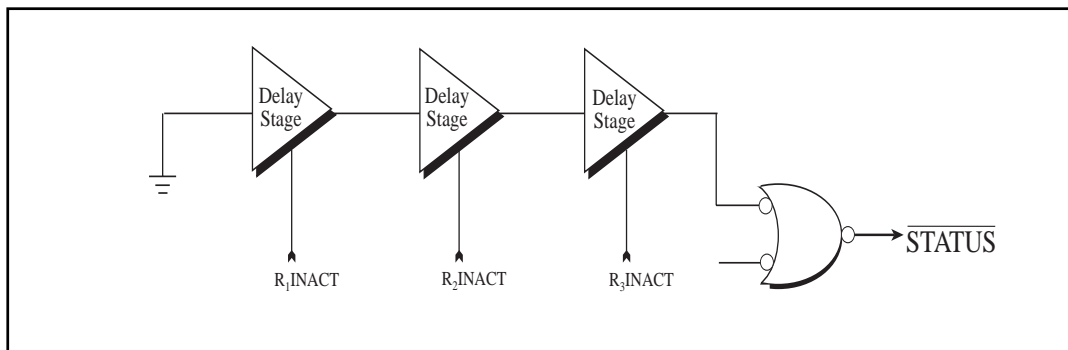 Delay
Stage
Delay
Stage
Delay
Stage
STATUS
R₁INACT
R₂INACT
R₃INACT